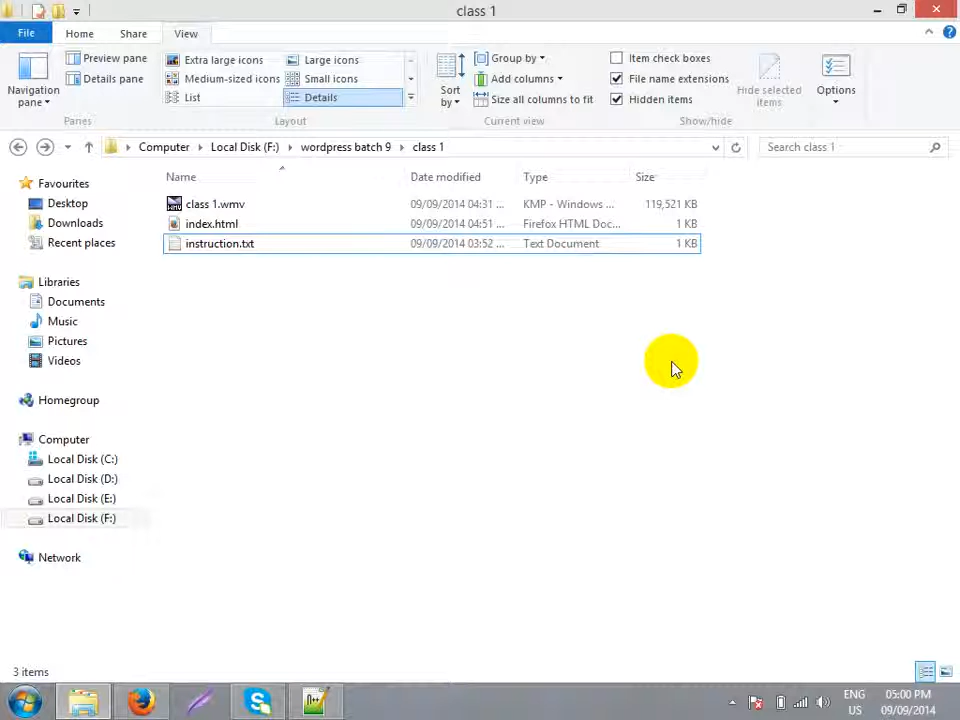 class 1
File Home Share View
Navigation pane
Preview pane
Details pane
Panes
Extra large icons
Large icons
Medium-sized icons
Small icons
List
Details
Layout
Sort by
Group by
Add columns
Size all columns to fit
Current view
Item check boxes
File name extensions
Hidden items
Hide selected items
Show/hide
Options
Computer Local Disk (F:) wordpress batch 9 class 1
Search class 1
Name Date modified Type Size
class 1.wmv 09/09/2014 04:31 ... KMP - Windows ... 119,521 KB
index.html 09/09/2014 04:51 ... Firefox HTML Doc... 1 KB
instruction.txt 09/09/2014 03:52 ... Text Document 1 KB
Favourites
Desktop
Downloads
Recent places
Libraries
Documents
Music
Pictures
Videos
Homegroup
Computer
Local Disk (C:)
Local Disk (D:)
Local Disk (E:)
Local Disk (F:)
Network
3 items
ENG 05:00 PM
US 09/09/2014